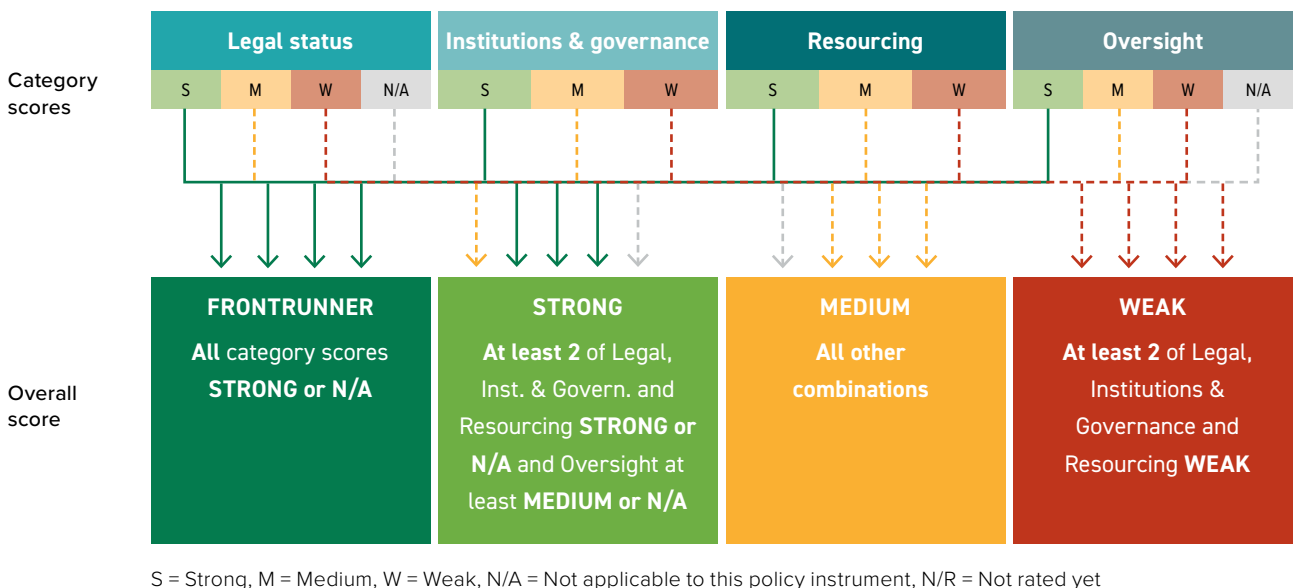 Legal status
Institutions & governance
Resourcing
Oversight
Category
scores
S M W N/A
S M W
S M W
S M W N/A
Overall
score
FRONTRUNNER
All category scores
STRONG or N/A
STRONG
At least 2 of Legal,
Inst. & Govern. and
Resourcing STRONG or
N/A and Oversight at
least MEDIUM or N/A
MEDIUM
All other
combinations
WEAK
At least 2 of Legal,
Institutions &
Governance and
Resourcing WEAK
S = Strong, M = Medium, W = Weak, N/A = Not applicable to this policy instrument, N/R = Not rated yet